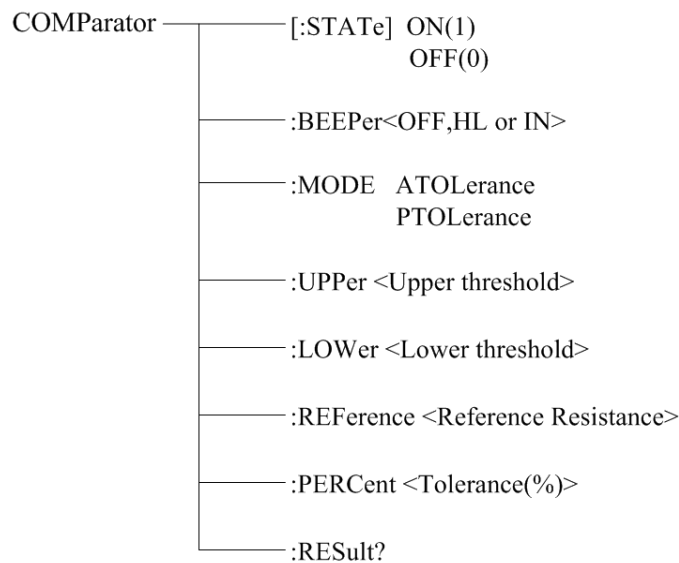 COMParator [:STATe] ON(1)
OFF(0)
:BEEPer<OFF,HL or IN>
:MODE ATOLerance
PTOLerance
:UPPer <Upper threshold>
:LOWer <Lower threshold>
:REFerence <Reference Resistance>
:PERCent <Tolerance(%)>
:RESult?